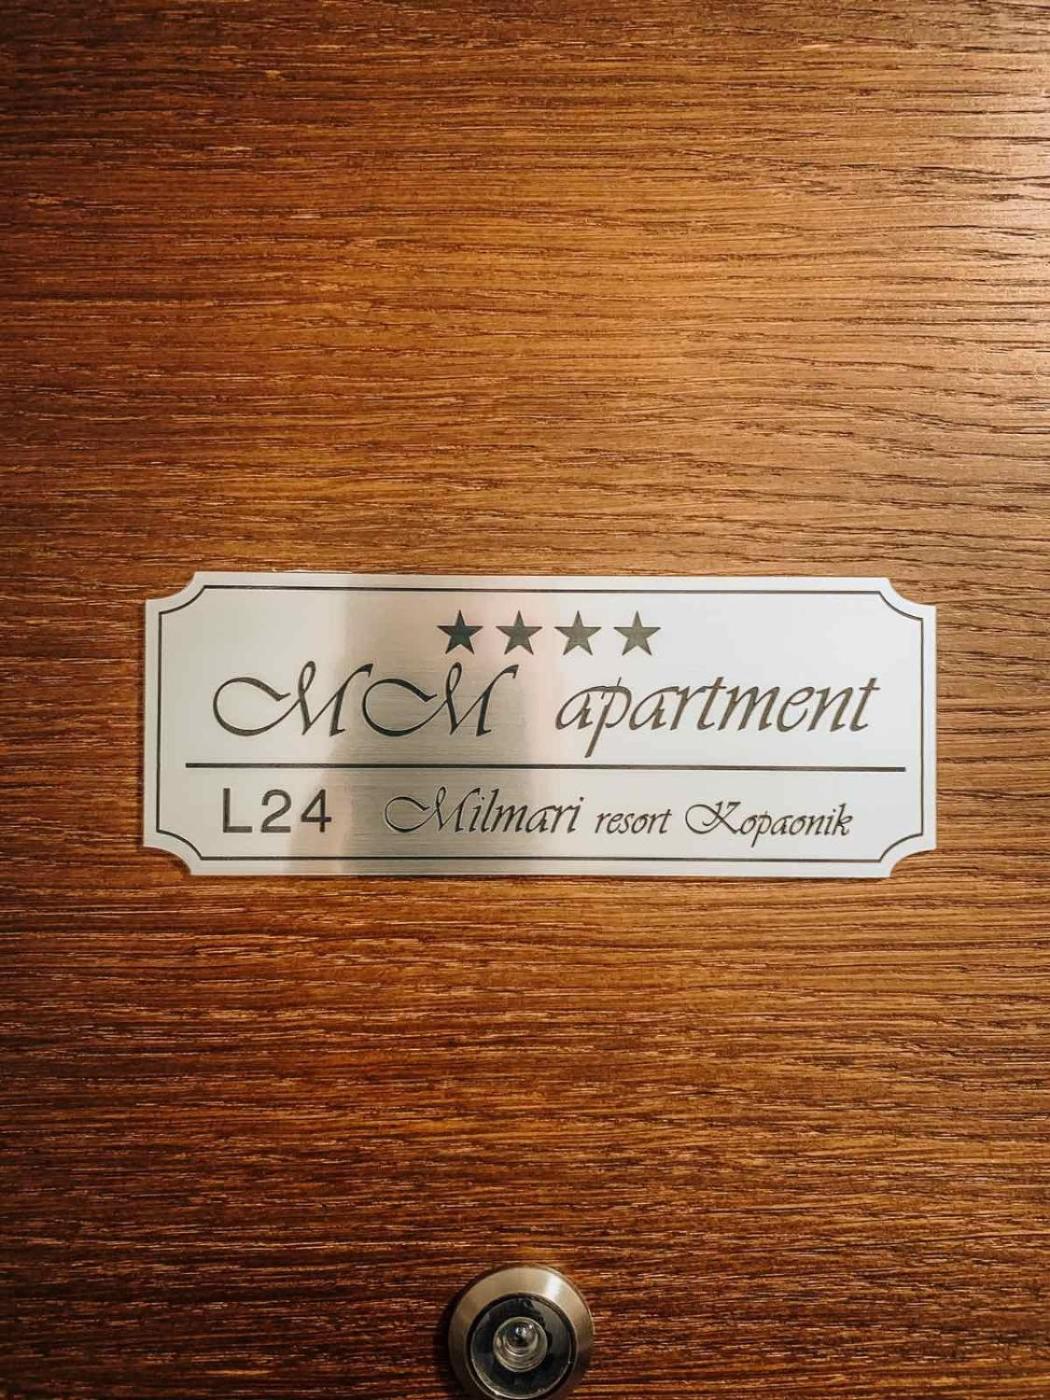 ★★★★
MM apartment
L24 Milmari resort Kopaonik